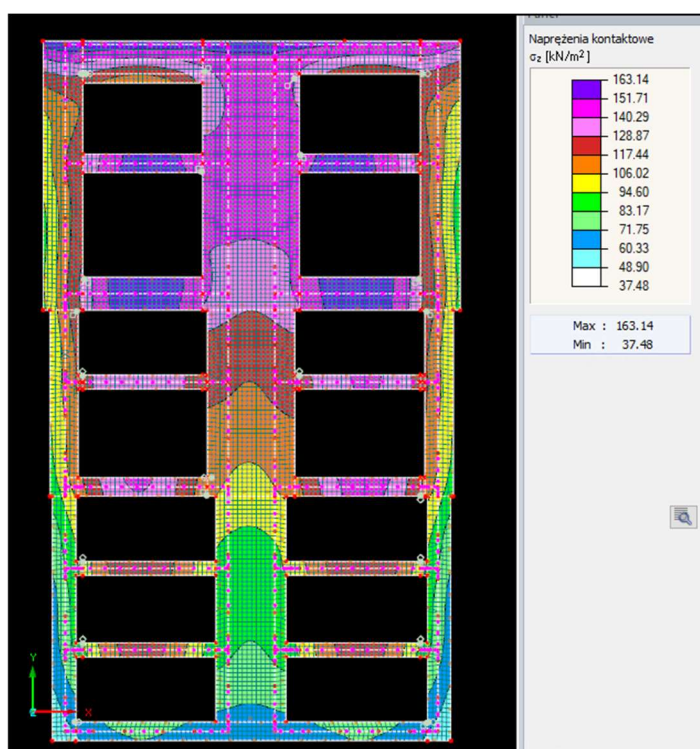 Panel
Naprężenia kontaktowe
σz [kN/m²]
163.14
151.71
140.29
128.87
117.44
106.02
94.60
83.17
71.75
60.33
48.90
37.48
Max : 163.14
Min : 37.48
Y
Z
X